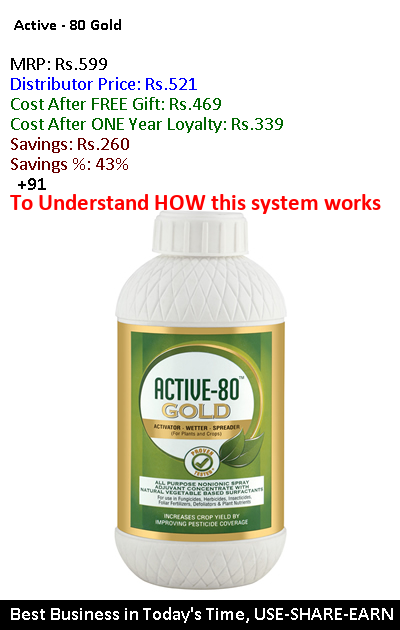 Active - 80 Gold
MRP: Rs.599
Distributor Price: Rs.521
Cost After FREE Gift: Rs.469
Cost After ONE Year Loyalty: Rs.339
Savings: Rs.260
Savings %: 43%
+91
To Understand HOW this system works
ACTIVE-80™
GOLD
ACTIVATOR - WETTER - SPREADER
(For Plants and Crops)
PROVEN
TESTED
ALL PURPOSE NONIONIC SPRAY
ADJUVANT CONCENTRATE WITH
NATURAL VEGETABLE BASED SURFACTANTS
For use in Fungicides, Herbicides, Insecticides,
Foliar Fertilizers, Defoliators & Plant Nutrients
INCREASES CROP YIELD BY
IMPROVING PESTICIDE COVERAGE
Best Business in Today's Time, USE-SHARE-EARN